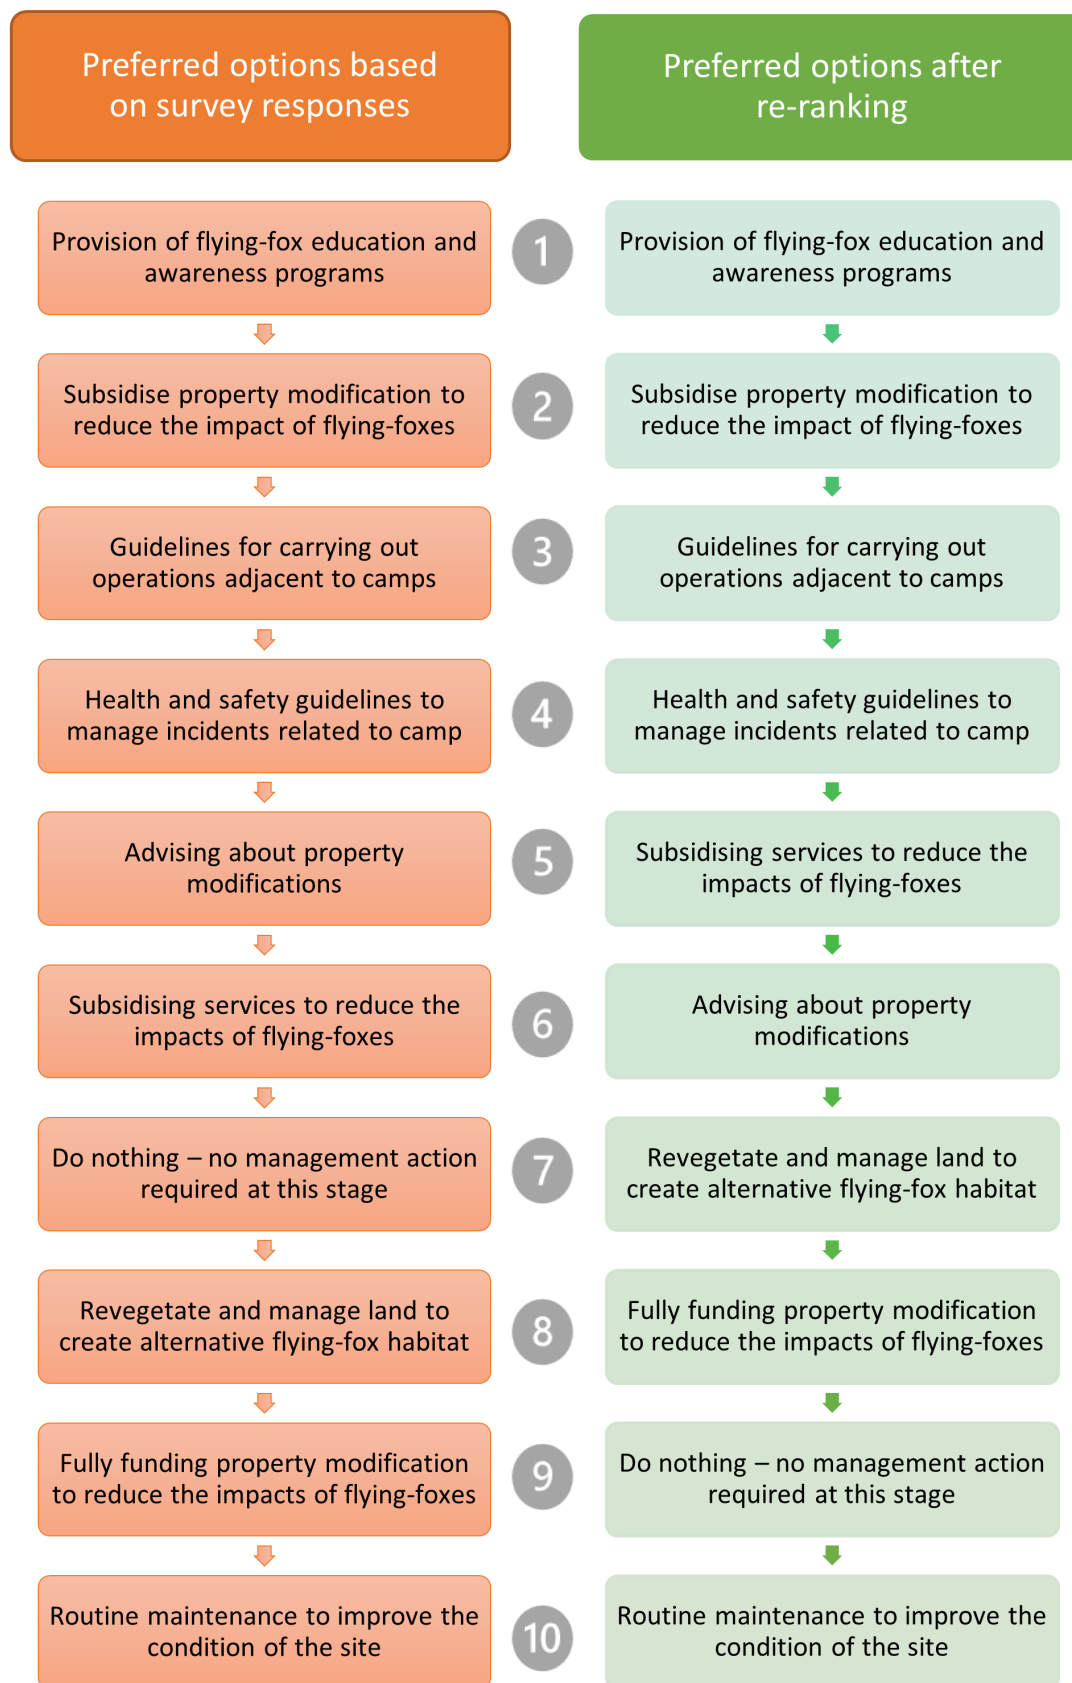 Preferred options based
on survey responses
Preferred options after
re-ranking
Provision of flying-fox education and
awareness programs
1
Provision of flying-fox education and
awareness programs
Subsidise property modification to
reduce the impact of flying-foxes
2
Subsidise property modification to
reduce the impact of flying-foxes
Guidelines for carrying out
operations adjacent to camps
3
Guidelines for carrying out
operations adjacent to camps
Health and safety guidelines to
manage incidents related to camp
4
Health and safety guidelines to
manage incidents related to camp
Advising about property
modifications
5
Subsidising services to reduce the
impacts of flying-foxes
Subsidising services to reduce the
impacts of flying-foxes
6
Advising about property
modifications
Do nothing – no management action
required at this stage
7
Revegetate and manage land to
create alternative flying-fox habitat
Revegetate and manage land to
create alternative flying-fox habitat
8
Fully funding property modification
to reduce the impacts of flying-foxes
Fully funding property modification
to reduce the impacts of flying-foxes
9
Do nothing – no management action
required at this stage
Routine maintenance to improve the
condition of the site
10
Routine maintenance to improve the
condition of the site